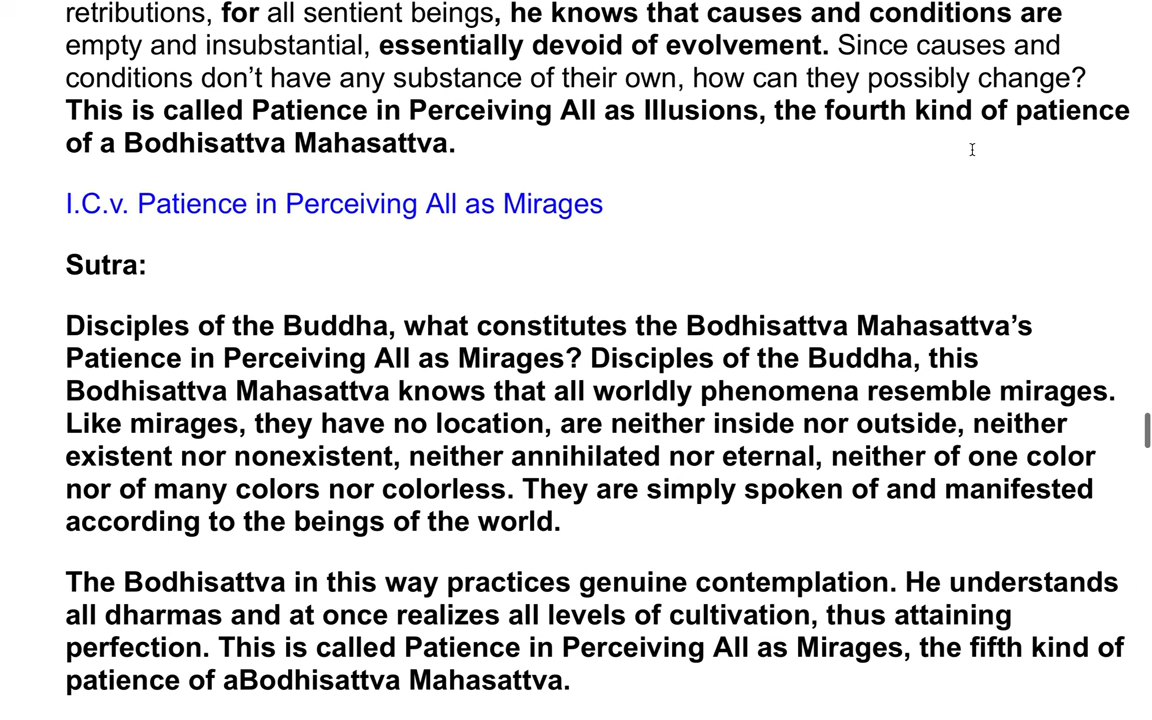 retributions, for all sentient beings, he knows that causes and conditions are
empty and insubstantial, essentially devoid of evolvement. Since causes and
conditions don’t have any substance of their own, how can they possibly change?
This is called Patience in Perceiving All as Illusions, the fourth kind of patience
of a Bodhisattva Mahasattva.
I.C.v. Patience in Perceiving All as Mirages
Sutra:
Disciples of the Buddha, what constitutes the Bodhisattva Mahasattva’s
Patience in Perceiving All as Mirages? Disciples of the Buddha, this
Bodhisattva Mahasattva knows that all worldly phenomena resemble mirages.
Like mirages, they have no location, are neither inside nor outside, neither
existent nor nonexistent, neither annihilated nor eternal, neither of one color
nor of many colors nor colorless. They are simply spoken of and manifested
according to the beings of the world.
The Bodhisattva in this way practices genuine contemplation. He understands
all dharmas and at once realizes all levels of cultivation, thus attaining
perfection. This is called Patience in Perceiving All as Mirages, the fifth kind of
patience of aBodhisattva Mahasattva.